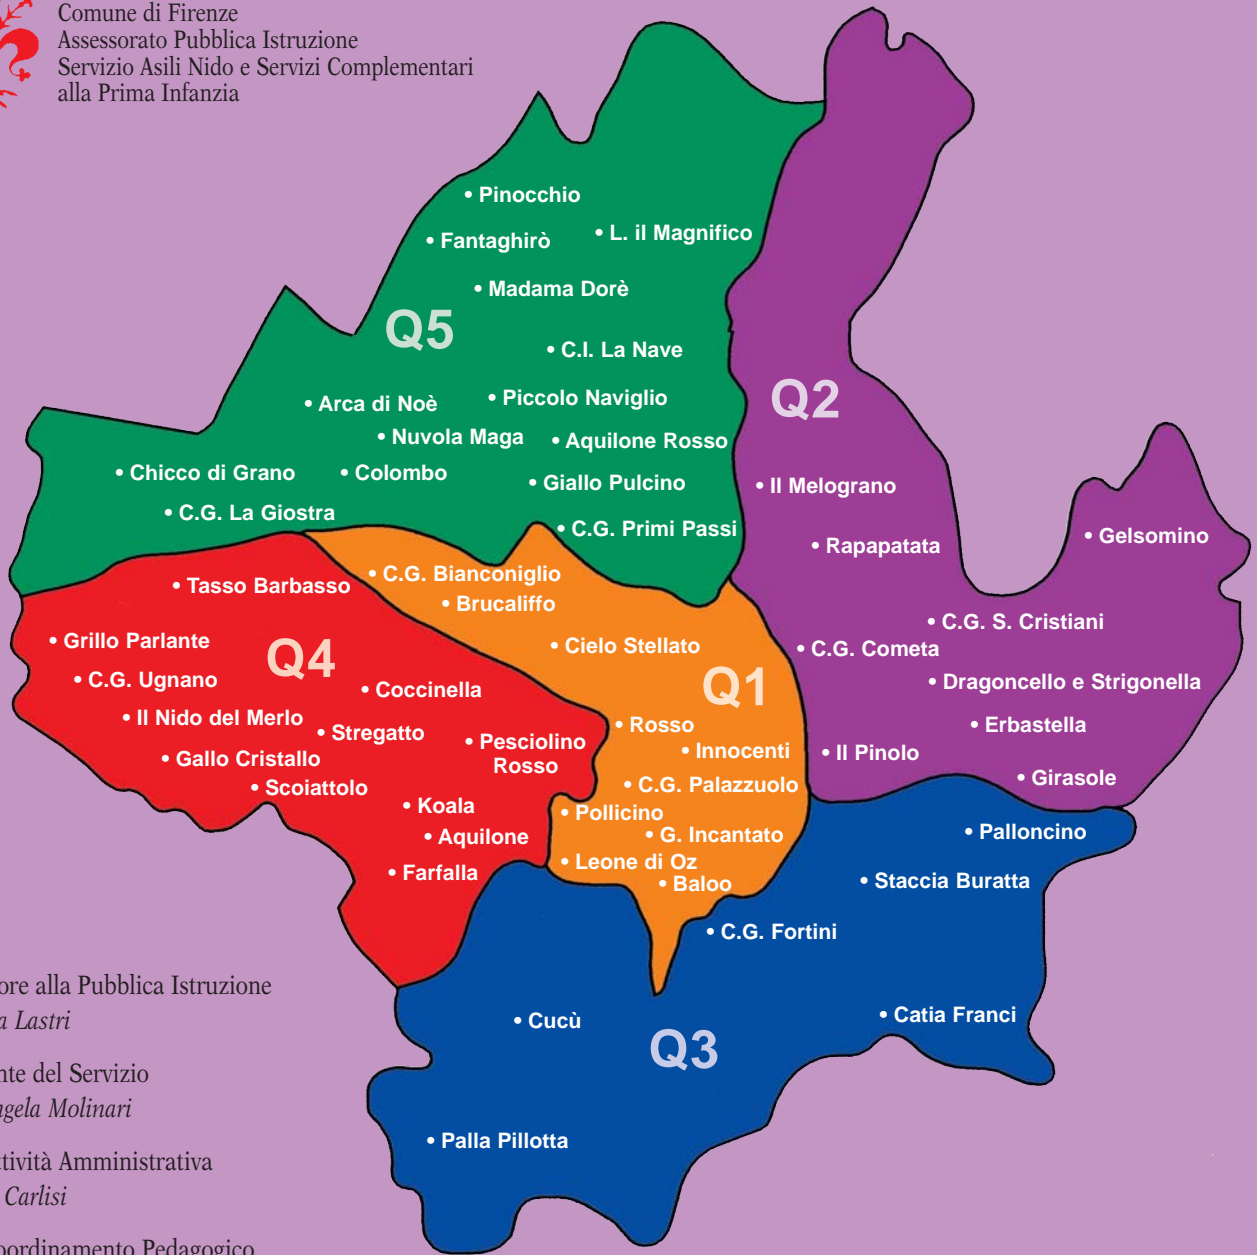 Comune di Firenze
Assessorato Pubblica Istruzione
Servizio Asili Nido e Servizi Complementari
alla Prima Infanzia
• Pinocchio
• L. il Magnifico
• Fantaghirò
• Madama Dorè
Q5
• C.I. La Nave
• Arca di Noè
• Piccolo Naviglio
• Nuvola Maga
• Aquilone Rosso
• Chicco di Grano
• Colombo
• Giallo Pulcino
• C.G. La Giostra
• C.G. Primi Passi
Q2
• Il Melograno
• Rapapatata
• Gelsomino
• C.G. S. Cristiani
• C.G. Cometa
• Dragoncello e Strigonella
• Erbastella
• Il Pinolo
• Girasole
• C.G. Bianconiglio
• Brucaliffo
• Cielo Stellato
Q1
• Rosso
• Innocenti
• C.G. Palazzuolo
• Pollicino
• G. Incantato
• Leone di Oz
• Baloo
• Tasso Barbasso
• Grillo Parlante
Q4
• C.G. Ugnano
• Coccinella
• Il Nido del Merlo
• Stregatto
• Pesciolino
Rosso
• Gallo Cristallo
• Scoiattolo
• Koala
• Aquilone
• Farfalla
• Palloncino
• Staccia Buratta
• C.G. Fortini
• Catia Franci
• Cucù
Q3
• Palla Pillotta
ore alla Pubblica Istruzione
a Lastri
nte del Servizio
ngela Molinari
ttività Amministrativa
Carlisi
oordinamento Pedagogico